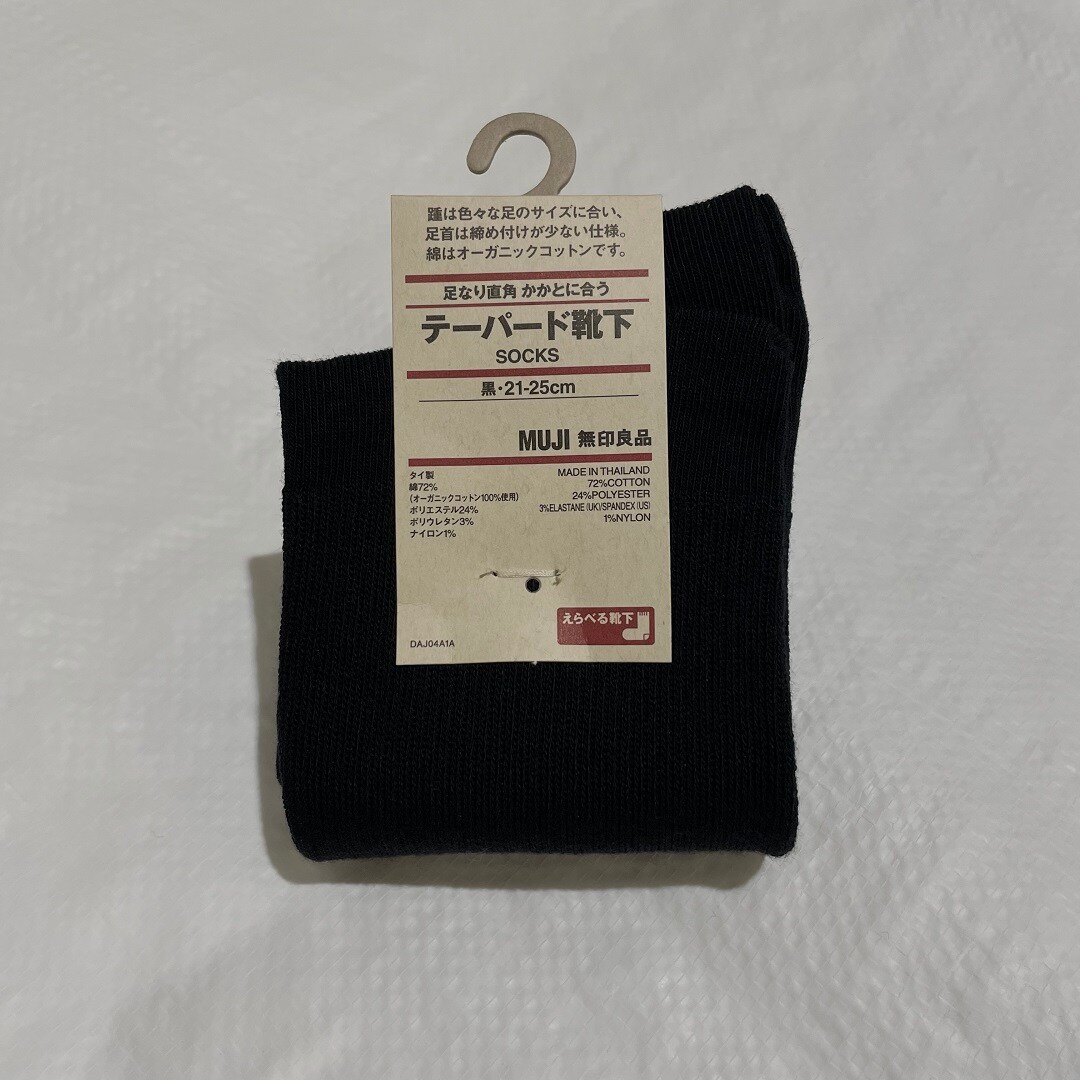 踵は色々な足のサイズに合い、
足首は締め付けが少ない仕様。
綿はオーガニックコットンです。
足なり直角 かかとに合う
テーパード靴下
SOCKS
黒・21-25cm
MUJI 無印良品
タイ製
綿72%
(オーガニックコットン100%使用)
ポリエステル24%
ポリウレタン3%
ナイロン1%
MADE IN THAILAND
72%COTTON
24%POLYESTER
3%ELASTANE (UK)/SPANDEX (US)
1%NYLON
えらべる靴下
DAJ04A1A